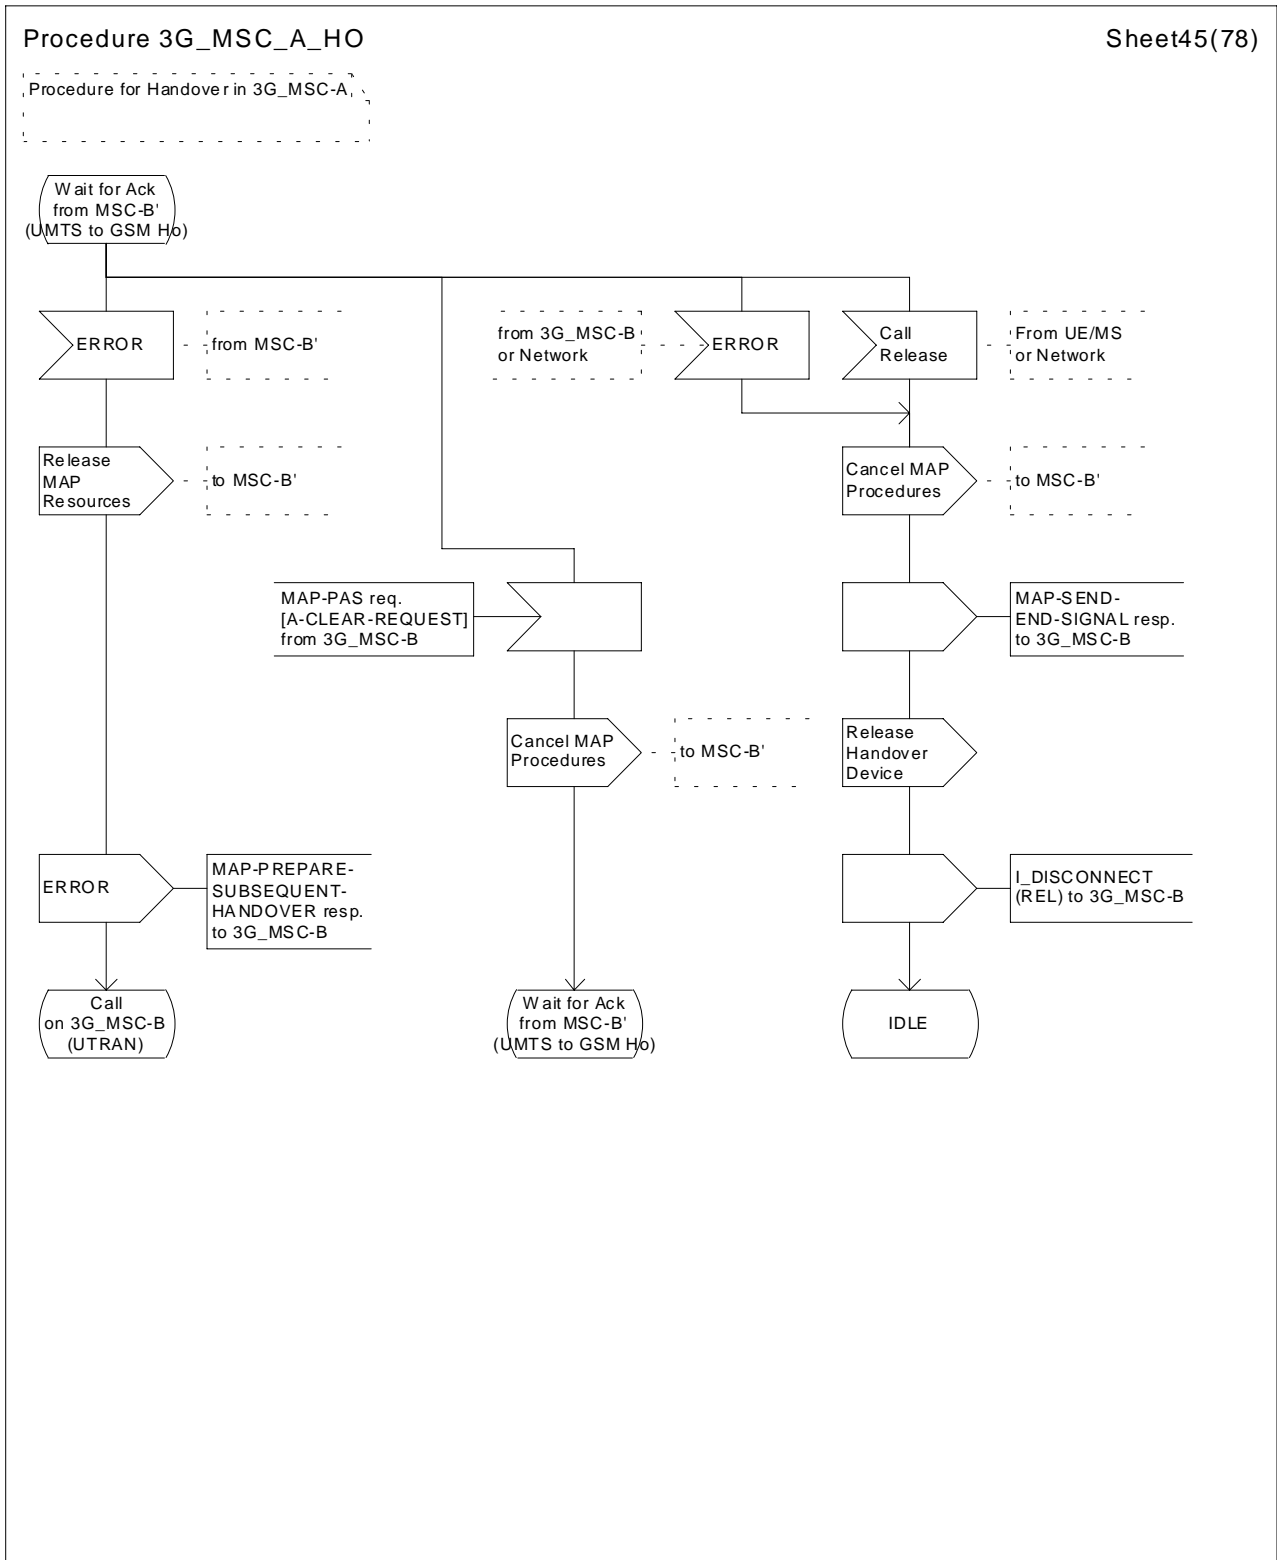 Procedure 3G_MSC_A_HO
Sheet45(78)
Procedure for Handover in 3G_MSC-A
Wait for Ack
from MSC-B'
(UMTS to GSM Ho)
ERROR
from MSC-B'
from 3G_MSC-B
or Network
ERROR
Call
Release
From UE/MS
or Network
Release
MAP
Resources
to MSC-B'
Cancel MAP
Procedures
to MSC-B'
MAP-PAS req.
[A-CLEAR-REQUEST]
from 3G_MSC-B
MAP-SEND-
END-SIGNAL resp.
to 3G_MSC-B
Cancel MAP
Procedures
to MSC-B'
Release
Handover
Device
ERROR
MAP-PREPARE-
SUBSEQUENT-
HANDOVER resp.
to 3G_MSC-B
I_DISCONNECT
(REL) to 3G_MSC-B
Call
on 3G_MSC-B
(UTRAN)
Wait for Ack
from MSC-B'
(UMTS to GSM Ho)
IDLE